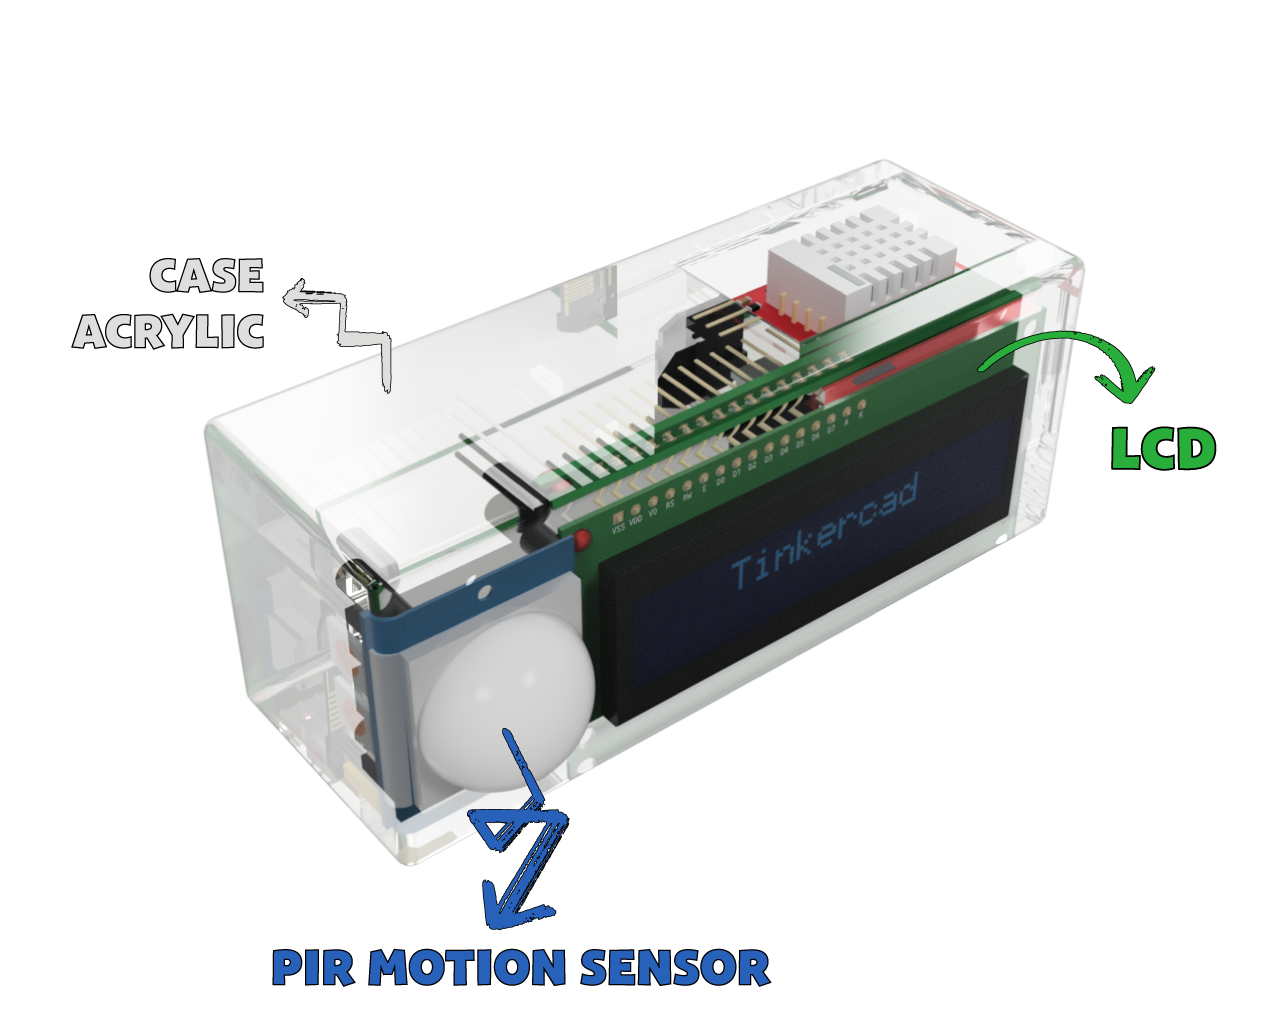 CASE
ACRYLIC
LCD
VSS VDD V0 RS RW E D0 D1 D2 D3 D4 D5 D6 D7 A K
Tinkercad
PIR MOTION SENSOR